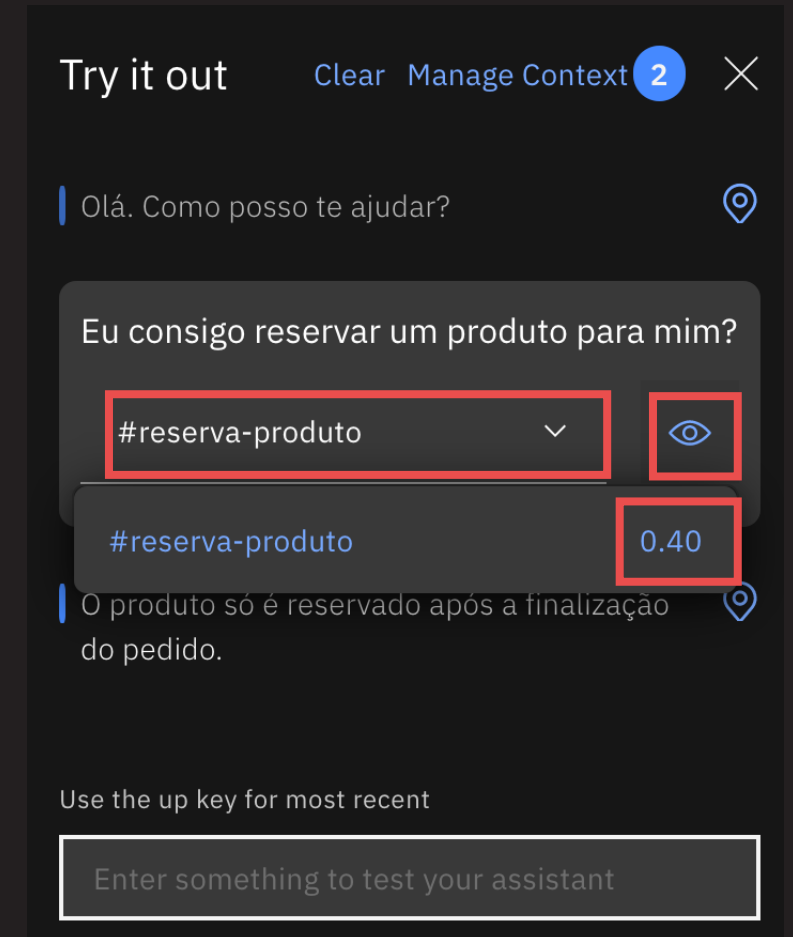 Try it out
Clear
Manage Context 2
Olá. Como posso te ajudar?
Eu consigo reservar um produto para mim?
#reserva-produto
#reserva-produto 0.40
O produto só é reservado após a finalização
do pedido.
Use the up key for most recent
Enter something to test your assistant